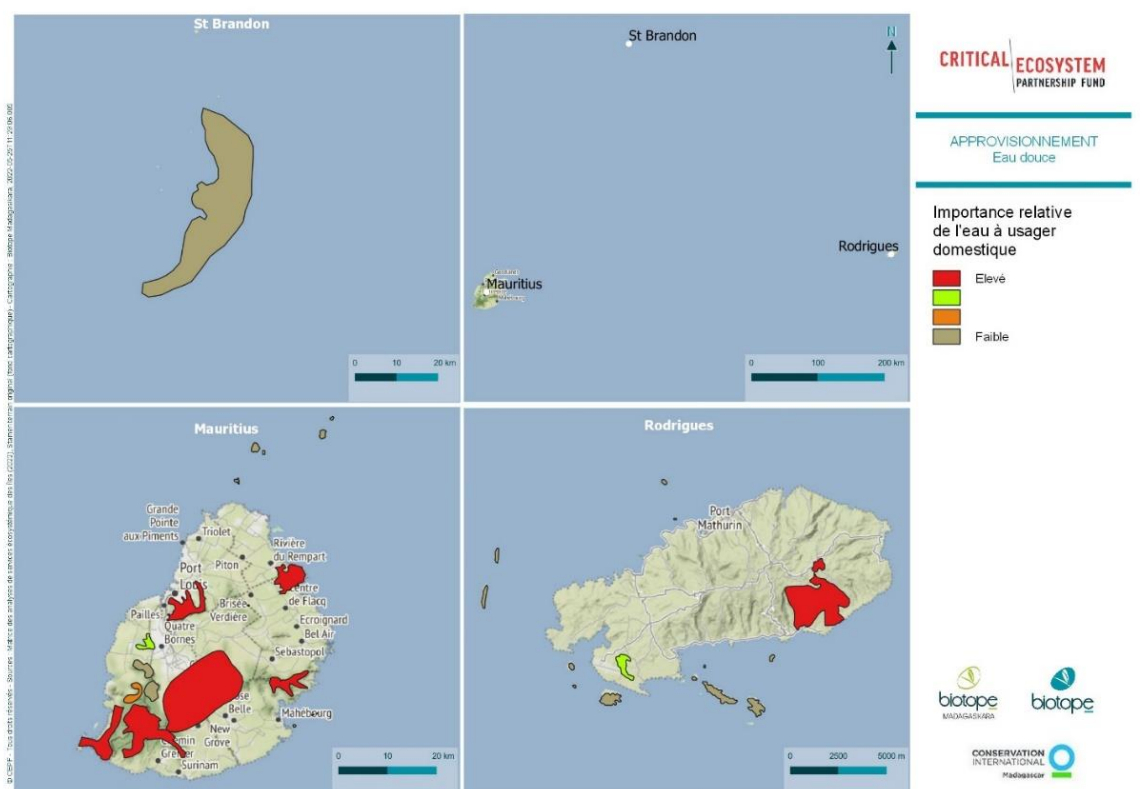 St Brandon
St Brandon
N
Rodrigues
Mauritius
0 10 20 km
0 100 200 km
CRITICAL ECOSYSTEM
PARTNERSHIP FUND
APPROVISIONNEMENT
Eau douce
Importance relative
de l'eau à usager
domestique
Elevé
Faible
Mauritius
Grande
Pointe
aux Piments
Triolet
Rivière
du Rempart
Piton
Port
Louis
Centre
de Flacq
Brisée
Verdière
Pailles
Ecroignard
Quatre
Bornes
Bel Air
Sebastopol
Belle
Mahébourg
New
Grove
Surinam
0 10 20 km
Rodrigues
Port
Mathurin
0 2500 5000 m
biotope
MADAGASKARA
biotope
CONSERVATION
INTERNATIONAL
Madagascar